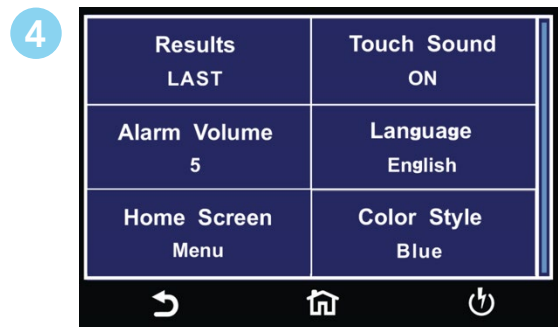 4
Results
LAST
Touch Sound
ON
Alarm Volume
5
Language
English
Home Screen
Menu
Color Style
Blue